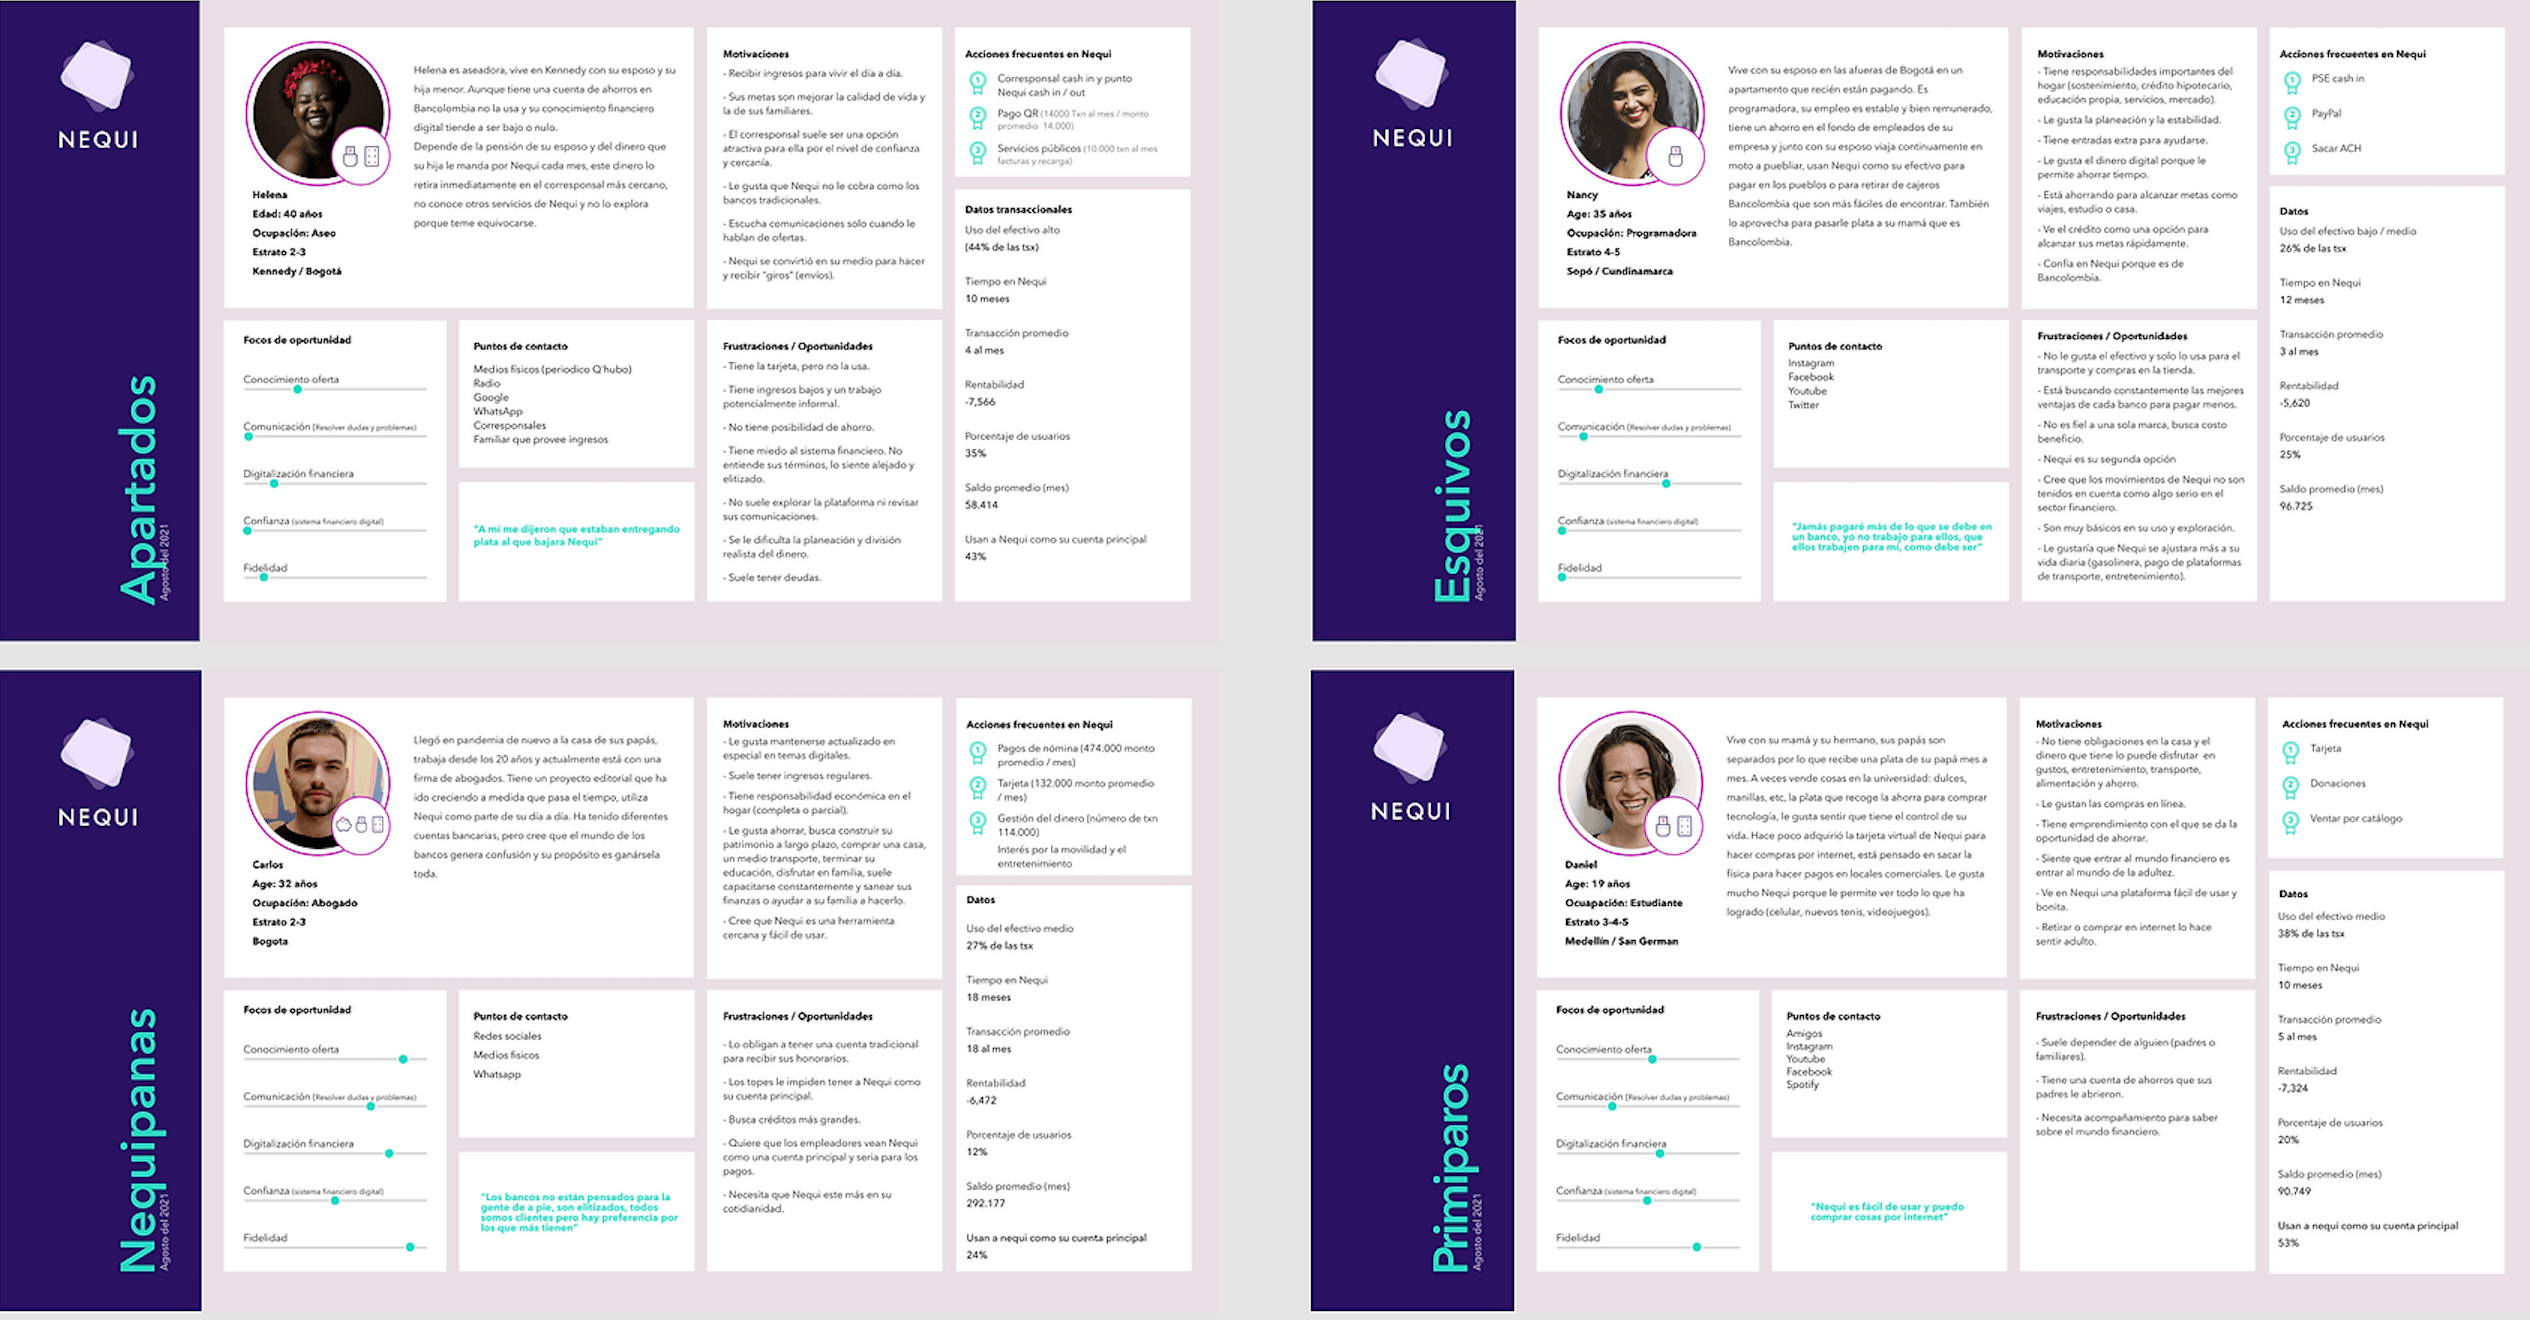 NEQUI
Apartados
Agosto del 2021
Helena
Edad: 40 años
Ocupación: Aseo
Estrato 2-3
Kennedy / Bogotá
Helena es aseadora, vive en Kennedy con su esposo y su
hija menor. Aunque tiene una cuenta de ahorros en
Bancolombia no la usa y su conocimiento financiero
digital tiende a ser bajo o nulo.
Depende de la pensión de su esposo y del dinero que
su hija le manda por Nequi cada mes, este dinero lo
retira inmediatamente en el corresponsal más cercano,
no conoce otros servicios de Nequi y no lo explora
porque teme equivocarse.
Motivaciones
- Recibir ingresos para vivir el día a día.
- Sus metas son mejorar la calidad de vida y
la de sus familiares.
- El corresponsal suele ser una opción
atractiva para ella por el nivel de confianza
y cercanía.
- Le gusta que Nequi no le cobra como los
bancos tradicionales.
- Escucha comunicaciones solo cuando le
hablan de ofertas.
- Nequi se convirtió en su medio para hacer
y recibir "giros" (envíos).
Acciones frecuentes en Nequi
1 Corresponsal cash in y punto
Nequi cash in / out
2 Pago QR (14000 Txn al mes / monto
promedio 14.000)
3 Servicios públicos (10.000 txn al mes
facturas y recarga)
Datos transaccionales
Uso del efectivo alto
(44% de las tsx)
Tiempo en Nequi
10 meses
Transacción promedio
4 al mes
Rentabilidad
-7,566
Porcentaje de usuarios
35%
Saldo promedio (mes)
58.414
Usan a Nequi como su cuenta principal
43%
Focos de oportunidad
Conocimiento oferta
Comunicación (Resolver dudas y problemas)
Digitalización financiera
Confianza (sistema financiero digital)
Fidelidad
Puntos de contacto
Medios físicos (periodico Q'hubo)
Radio
Google
WhatsApp
Corresponsales
Familiar que provee ingresos
"A mí me dijeron que estaban entregando
plata al que bajara Nequi"
Frustraciones / Oportunidades
- Tiene la tarjeta, pero no la usa.
- Tiene ingresos bajos y un trabajo
potencialmente informal.
- No tiene posibilidad de ahorro.
- Tiene miedo al sistema financiero. No
entiende sus términos, lo siente alejado y
elitizado.
- No suele explorar la plataforma ni revisar
sus comunicaciones.
- Se le dificulta la planeación y división
realista del dinero.
- Suele tener deudas.
NEQUI
Esquivos
Agosto del 2021
Nancy
Age: 35 años
Ocupación: Programadora
Estrato 4-5
Sopó / Cundinamarca
Vive con su esposo en las afueras de Bogotá en un
apartamento que recién están pagando. Es
programadora, su empleo es estable y bien remunerado,
tiene un ahorro en el fondo de empleados de su
empresa y junto con su esposo viaja continuamente en
moto a puebliar, usan Nequi como su efectivo para
pagar en los pueblos o para retirar de cajeros
Bancolombia que son más fáciles de encontrar. También
lo aprovecha para pasarle plata a su mamá que es
Bancolombia.
Motivaciones
- Tiene responsabilidades importantes del
hogar (sostenimiento, crédito hipotecario,
educación propia, servicios, mercado).
- Le gusta la planeación y la estabilidad.
- Tiene entradas extra para ayudarse.
- Le gusta el dinero digital porque le
permite ahorrar tiempo.
- Está ahorrando para alcanzar metas como
viajes, estudio o casa.
- Ve el crédito como una opción para
alcanzar sus metas rápidamente.
- Confia en Nequi porque es de
Bancolombia.
Acciones frecuentes en Nequi
1 PSE cash in
2 PayPal
3 Sacar ACH
Datos
Uso del efectivo bajo / medio
26% de las tsx
Tiempo en Nequi
12 meses
Transacción promedio
3 al mes
Rentabilidad
-5,620
Porcentaje de usuarios
25%
Saldo promedio (mes)
96.725
Focos de oportunidad
Conocimiento oferta
Comunicación (Resolver dudas y problemas)
Digitalización financiera
Confianza (sistema financiero digital)
Fidelidad
Puntos de contacto
Instagram
Facebook
Youtube
Twitter
"Jamás pagaré más de lo que se debe en
un banco, yo no trabajo para ellos, que
ellos trabajen para mí, como debe ser"
Frustraciones / Oportunidades
- No le gusta el efectivo y solo lo usa para el
transporte y compras en la tienda.
- Está buscando constantemente las mejores
ventajas de cada banco para pagar menos.
- No es fiel a una sola marca, busca costo
beneficio.
- Nequi es su segunda opción
- Cree que los movimientos de Nequi no son
tenidos en cuenta como algo serio en el
sector financiero.
- Son muy básicos en su uso y exploración.
- Le gustaría que Nequi se ajustara más a su
vida diaria (gasolinera, pago de plataformas
de transporte, entretenimiento).
NEQUI
Nequipanas
Agosto del 2021
Carlos
Age: 32 años
Ocupación: Abogado
Estrato 2-3
Bogota
Llegó en pandemia de nuevo a la casa de sus papás,
trabaja desde los 20 años y actualmente está con una
firma de abogados. Tiene un proyecto editorial que ha
ido creciendo a medida que pasa el tiempo, utiliza
Nequi como parte de su día a día. Ha tenido diferentes
cuentas bancarias, pero cree que el mundo de los
bancos genera confusión y su propósito es ganársela
toda.
Motivaciones
- Le gusta mantenerse actualizado en
especial en temas digitales.
- Suele tener ingresos regulares.
- Tiene responsabilidad económica en el
hogar (completa o parcial).
- Le gusta ahorrar, busca construir su
patrimonio a largo plazo, comprar una casa,
un medio transporte, terminar su
educación, disfrutar en familia, suele
capacitarse constantemente y sanear sus
finanzas o ayudar a su familia a hacerlo.
- Cree que Nequi es una herramienta
cercana y fácil de usar.
Acciones frecuentes en Nequi
1 Pagos de nómina (474.000 monto
promedio / mes)
2 Tarjeta (132.000 monto promedio
/ mes)
3 Gestión del dinero (número de txn
114.000)
Interés por la movilidad y el
entretenimiento
Datos
Uso del efectivo medio
27% de las tsx
Tiempo en Nequi
18 meses
Transacción promedio
18 al mes
Rentabilidad
-6,472
Porcentaje de usuarios
12%
Saldo promedio (mes)
292.177
Usan a nequi como su cuenta principal
24%
Focos de oportunidad
Conocimiento oferta
Comunicación (Resolver dudas y problemas)
Digitalización financiera
Confianza (sistema financiero digital)
Fidelidad
Puntos de contacto
Redes sociales
Medios físicos
Whatsapp
"Los bancos no están pensados para la
gente de a pie, son elitizados, todos
somos clientes pero hay preferencia por
los que más tienen"
Frustraciones / Oportunidades
- Lo obligan a tener una cuenta tradicional
para recibir sus honorarios.
- Los topes le impiden tener a Nequi como
su cuenta principal.
- Busca créditos más grandes.
- Quiere que los empleadores vean Nequi
como una cuenta principal y seria para los
pagos.
- Necesita que Nequi este más en su
cotidianidad.
NEQUI
Primiparos
Agosto del 2021
Daniel
Age: 19 años
Ocuapación: Estudiante
Estrato 3-4-5
Medellín / San German
Vive con su mamá y su hermano, sus papás son
separados por lo que recibe una plata de su papá mes a
mes. A veces vende cosas en la universidad: dulces,
manillas, etc, la plata que recoge la ahorra para comprar
tecnología, le gusta sentir que tiene el control de su
vida. Hace poco adquirió la tarjeta virtual de Nequi para
hacer compras por internet, está pensado en sacar la
física para hacer pagos en locales comerciales. Le gusta
mucho Nequi porque le permite ver todo lo que ha
logrado (celular, nuevos tenis, videojuegos).
Motivaciones
- No tiene obligaciones en la casa y el
dinero que tiene lo puede disfrutar en
gustos, entretenimiento, transporte,
alimentación y ahorro.
- Le gustan las compras en línea.
- Tiene emprendimiento con el que se da la
oportunidad de ahorrar.
- Siente que entrar al mundo financiero es
entrar al mundo de la adultez.
- Ve en Nequi una plataforma fácil de usar y
bonita.
- Retirar o comprar en internet lo hace
sentir adulto.
Acciones frecuentes en Nequi
1 Tarjeta
2 Donaciones
3 Ventar por catálogo
Datos
Uso del efectivo medio
38% de las tsx
Tiempo en Nequi
10 meses
Transacción promedio
5 al mes
Rentabilidad
-7,324
Porcentaje de usuarios
20%
Saldo promedio (mes)
90.749
Usan a nequi como su cuenta principal
53%
Focos de oportunidad
Conocimiento oferta
Comunicación (Resolver dudas y problemas)
Digitalización financiera
Confianza (sistema financiero digital)
Fidelidad
Puntos de contacto
Amigos
Instagram
Youtube
Facebook
Spotify
"Nequi es fácil de usar y puedo
comprar cosas por internet"
Frustraciones / Oportunidades
- Suele depender de alguien (padres o
familiares).
- Tiene una cuenta de ahorros que sus
padres le abrieron.
- Necesita acompañamiento para saber
sobre el mundo financiero.